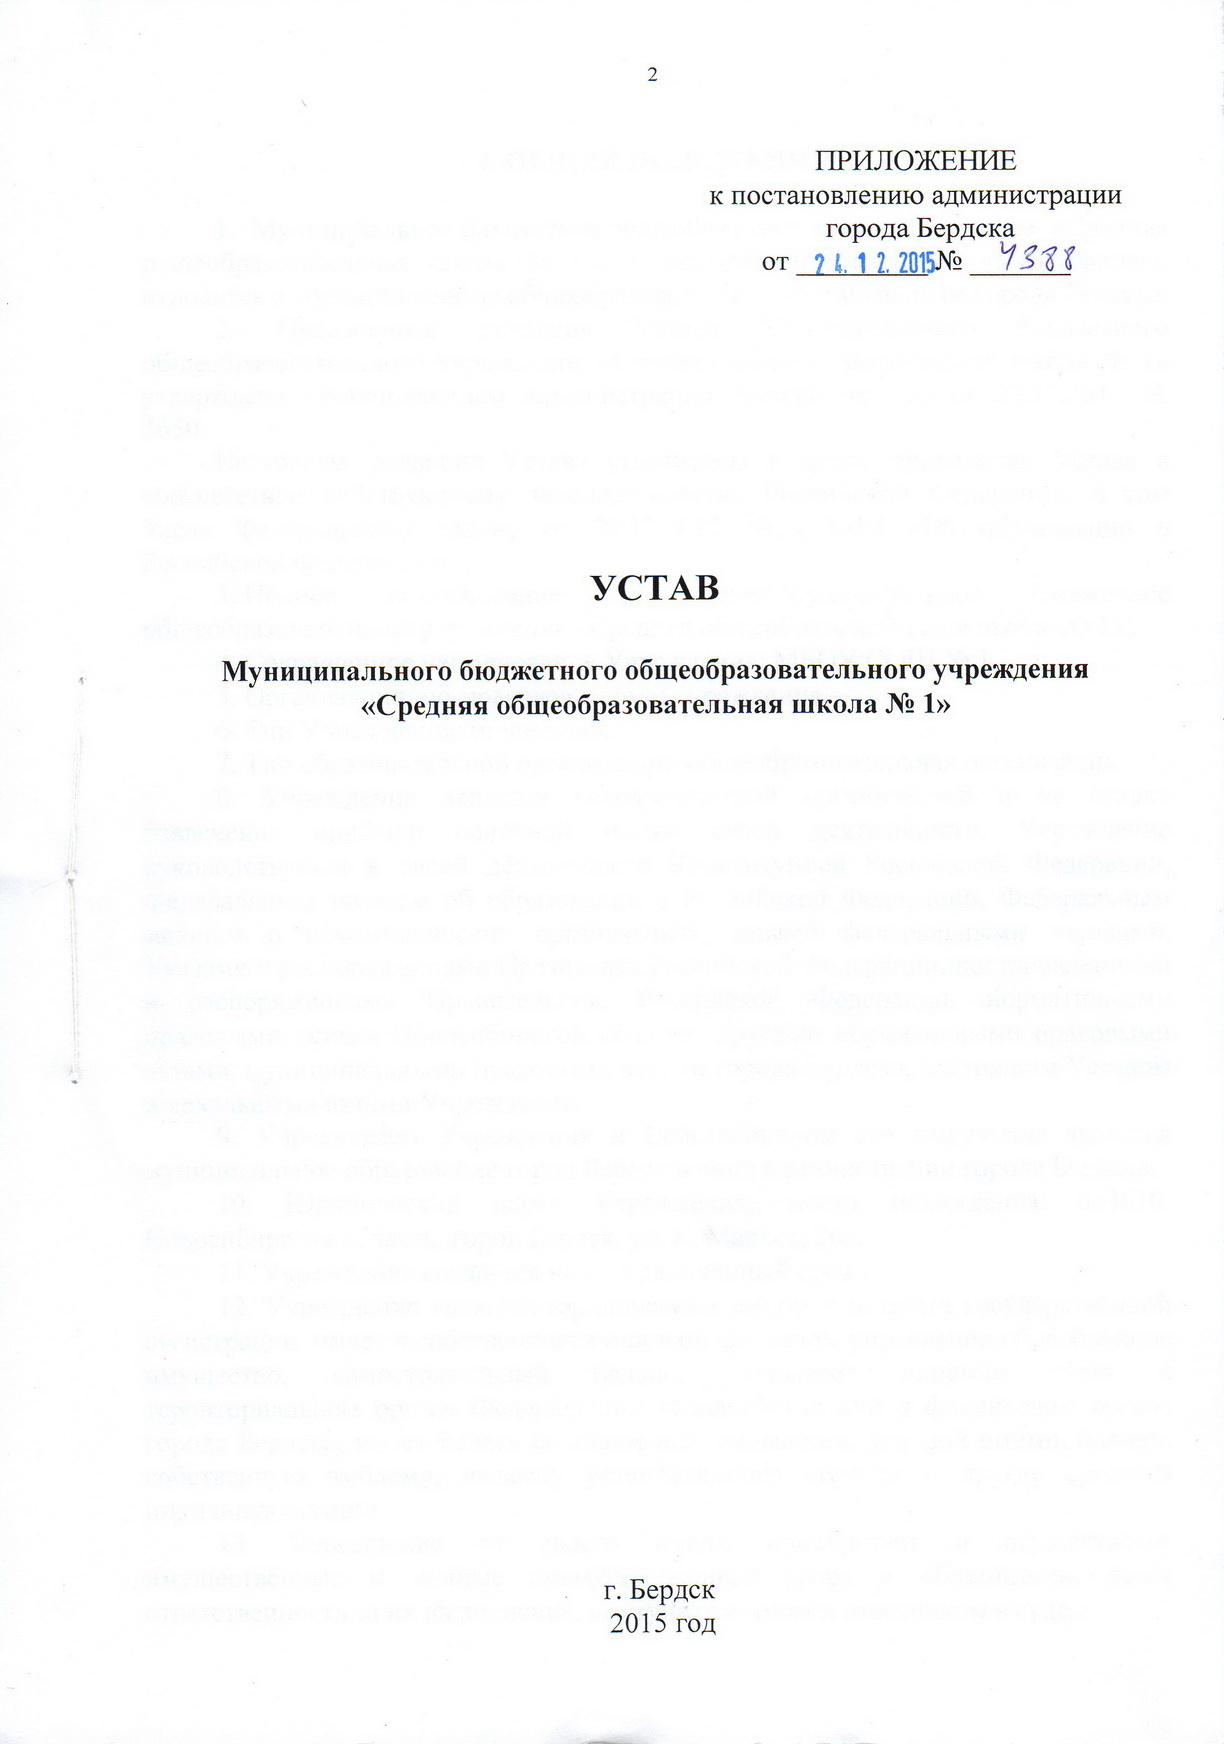 2
ПРИЛОЖЕНИЕ
к постановлению администрации
города Бердска
от 24.12.2015 № 4388
УСТАВ
Муниципального бюджетного общеобразовательного учреждения
«Средняя общеобразовательная школа № 1»
г. Бердск
2015 год